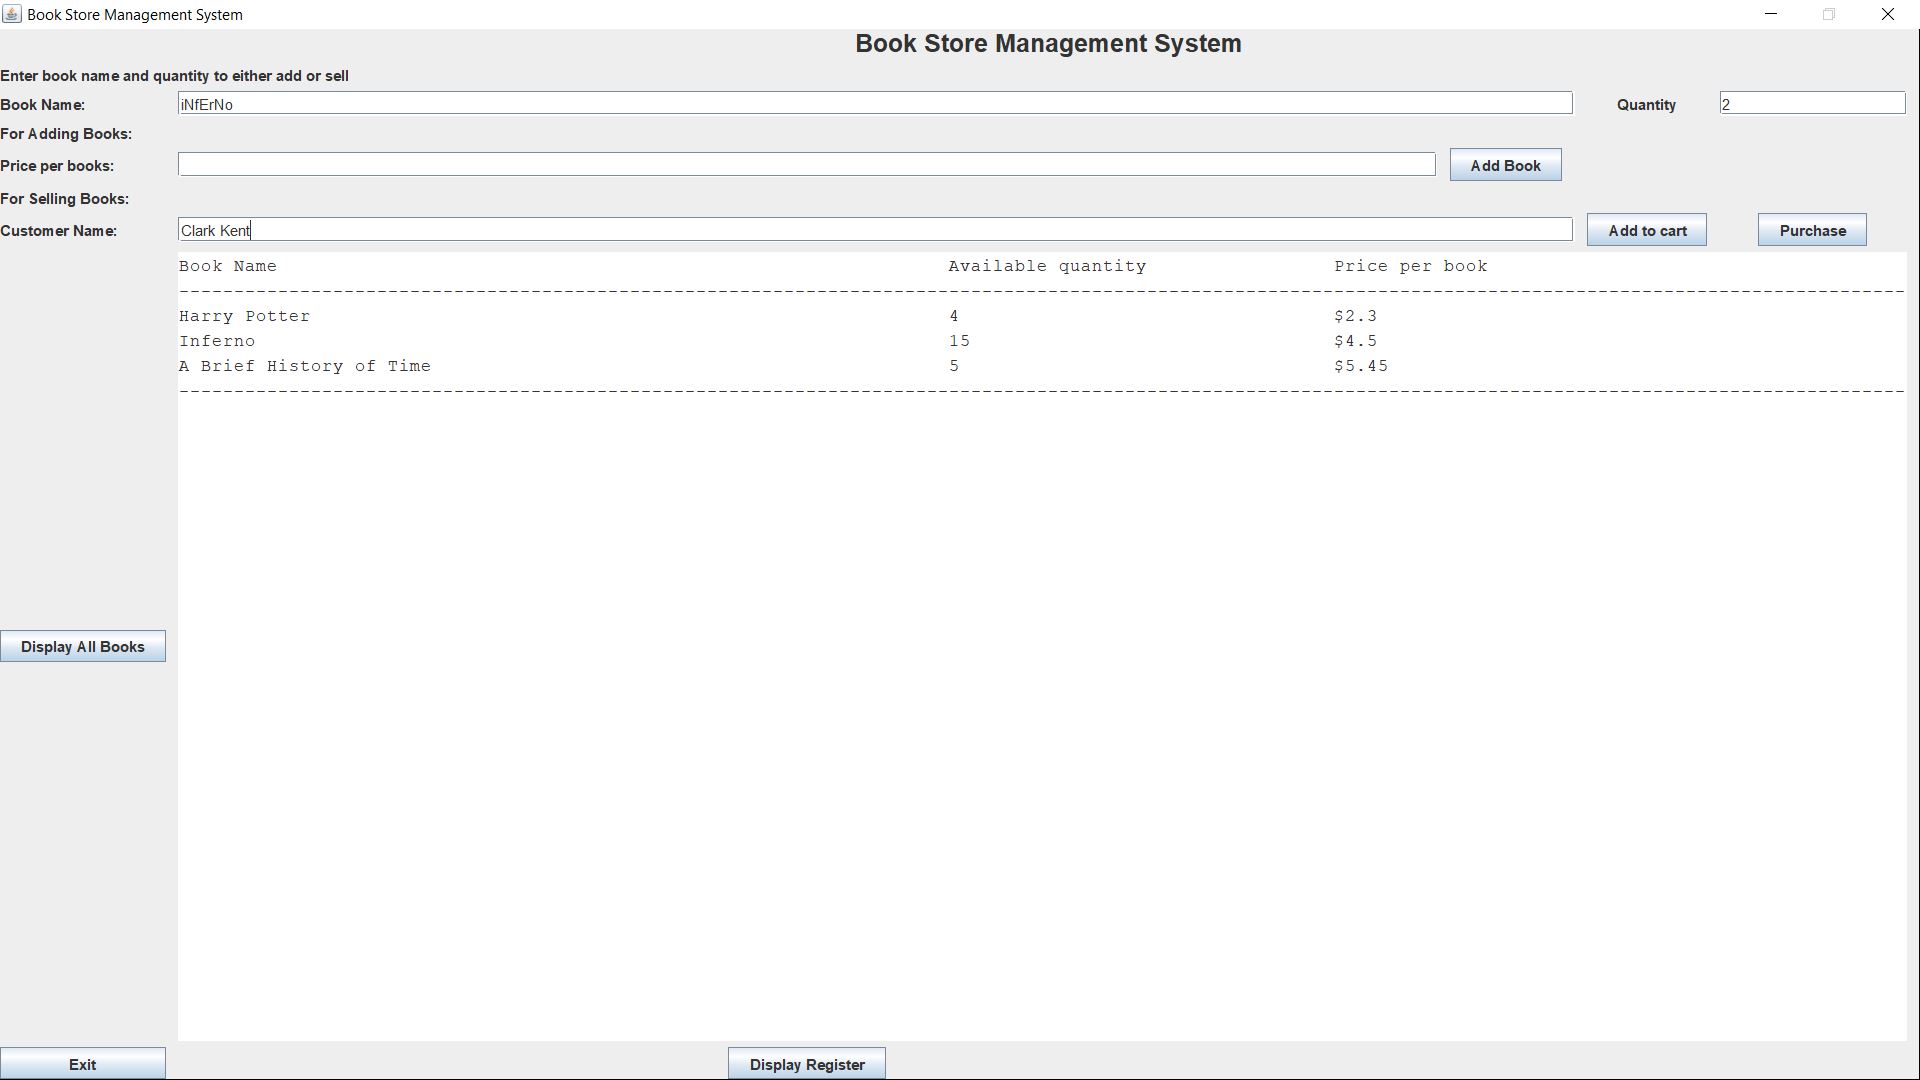 Book Store Management System
Book Store Management System
Enter book name and quantity to either add or sell
Book Name: iNfErNo Quantity 2
For Adding Books:
Price per books: Add Book
For Selling Books:
Customer Name: Clark Kent Add to cart Purchase
Book Name Available quantity Price per book
--------------------------------------------------------------------------------------------------------------------------------------------------------------
Harry Potter 4 $2.3
Inferno 15 $4.5
A Brief History of Time 5 $5.45
--------------------------------------------------------------------------------------------------------------------------------------------------------------
Display All Books
Exit Display Register